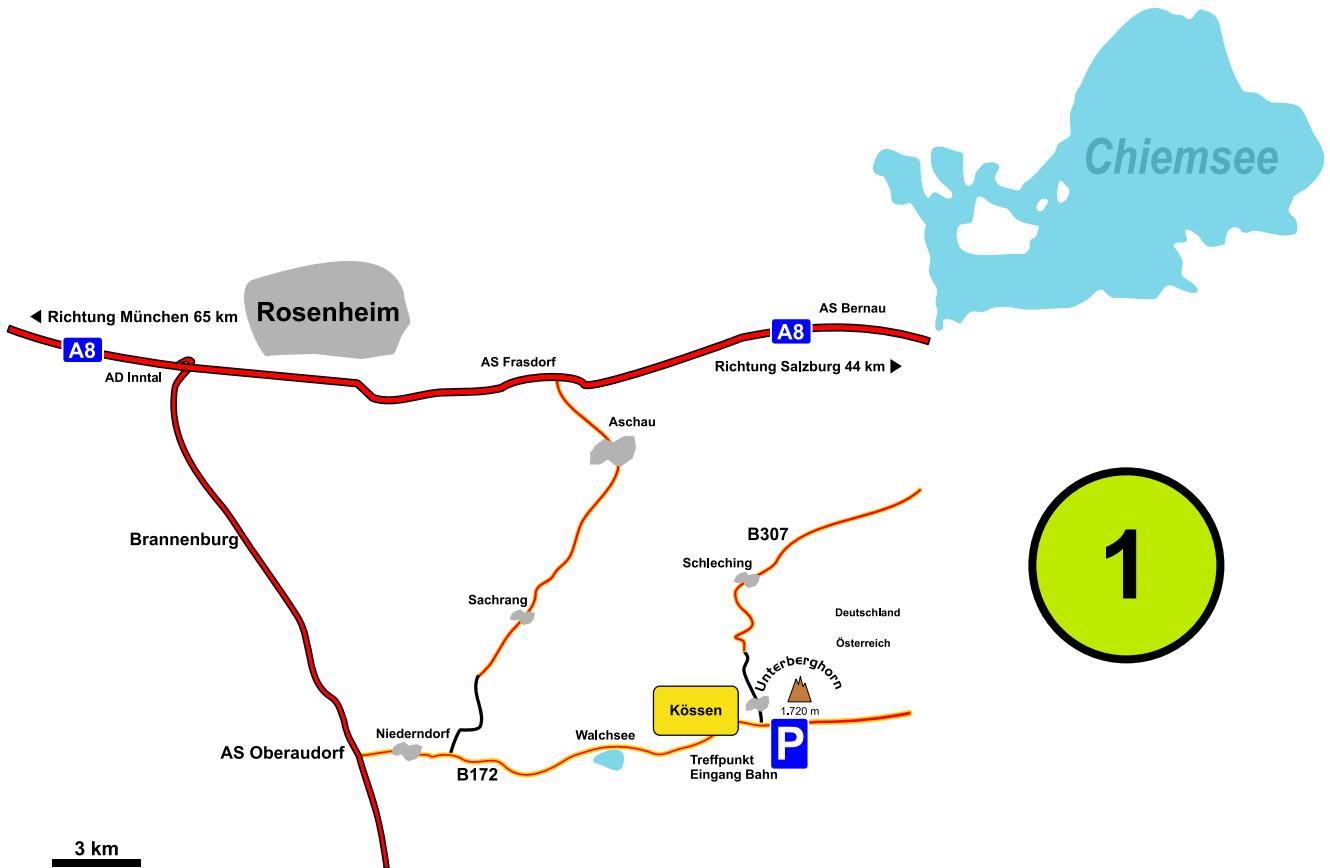 Chiemsee
Rosenheim
◄ Richtung München 65 km
A8
AD Inntal
AS Frasdorf
AS Bernau
A8
Richtung Salzburg 44 km ►
Aschau
Brannenburg
B307
Schleching
1
Sachrang
Deutschland
Österreich
Unterberghorn
1.720 m
Kössen
Niederndorf
Walchsee
AS Oberaudorf
P
Treffpunkt
Eingang Bahn
B172
3 km